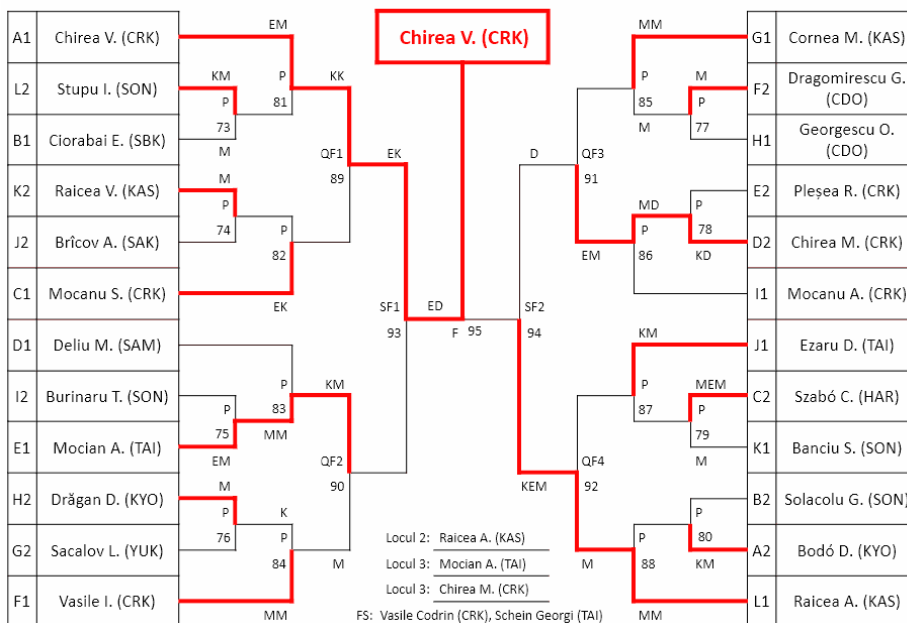 Chirea V. (CRK)
A1 Chirea V. (CRK)
L2 Stupu I. (SON)
B1 Ciorabai E. (SBK)
K2 Raicea V. (KAS)
J2 Brîcov A. (SAK)
C1 Mocanu S. (CRK)
D1 Deliu M. (SAM)
I2 Burinaru T. (SON)
E1 Mocian A. (TAI)
H2 Drăgan D. (KYO)
G2 Sacalov L. (YUK)
F1 Vasile I. (CRK)
EM
KM
P
73
M
P
81
KK
M
P
74
P
82
EK
QF1
89
EK
P
75
EM
P
83
MM
KM
M
P
76
K
P
84
MM
QF2
90
M
SF1
93
ED
F 95
SF2
94
D
KEM
QF3
91
EM
MM
P
85
M
M
P
77
MD
P
86
P
78
KD
QF4
92
M
KM
P
87
MEM
P
79
M
P
88
MM
P
80
KM
G1 Cornea M. (KAS)
F2 Dragomirescu G.
(CDO)
H1 Georgescu O.
(CDO)
E2 Pleșea R. (CRK)
D2 Chirea M. (CRK)
I1 Mocanu A. (CRK)
J1 Ezaru D. (TAI)
C2 Szabó C. (HAR)
K1 Banciu S. (SON)
B2 Solacolu G. (SON)
A2 Bodó D. (KYO)
L1 Raicea A. (KAS)
Locul 2: Raicea A. (KAS)
Locul 3: Mocian A. (TAI)
Locul 3: Chirea M. (CRK)
FS: Vasile Codrin (CRK), Schein Georgi (TAI)